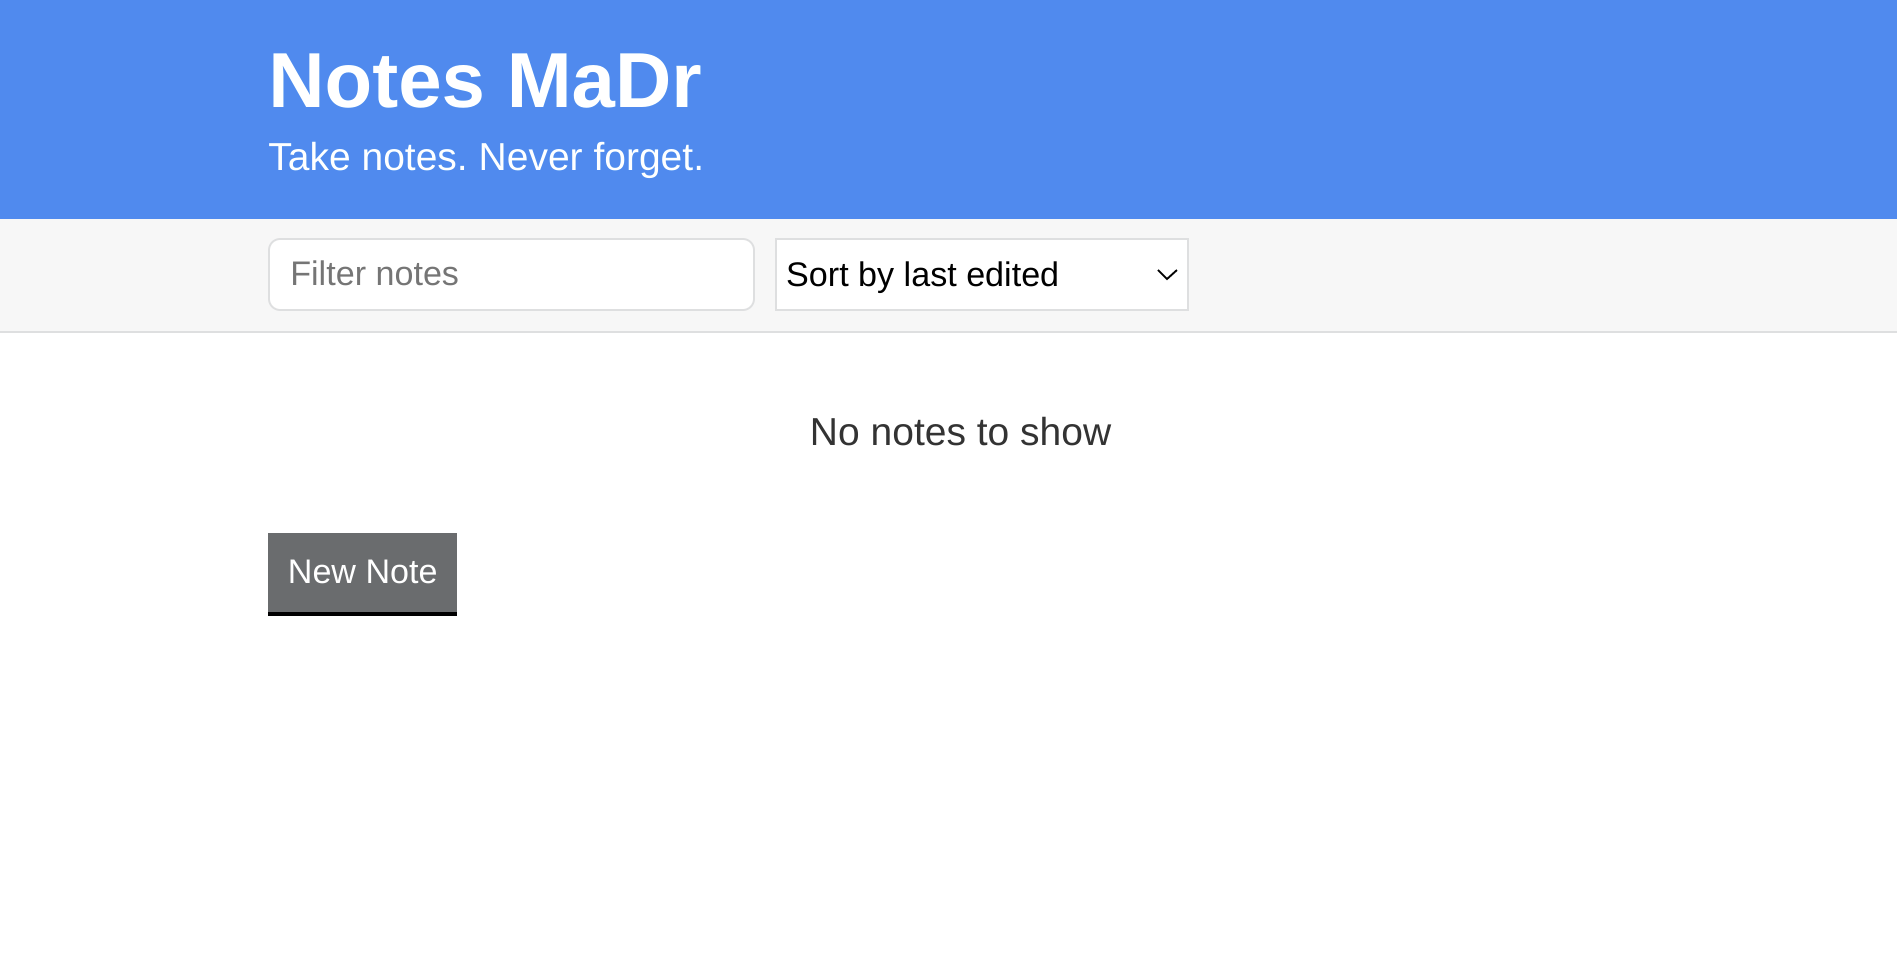 Notes MaDr
Take notes. Never forget.
Filter notes
Sort by last edited
No notes to show
New Note